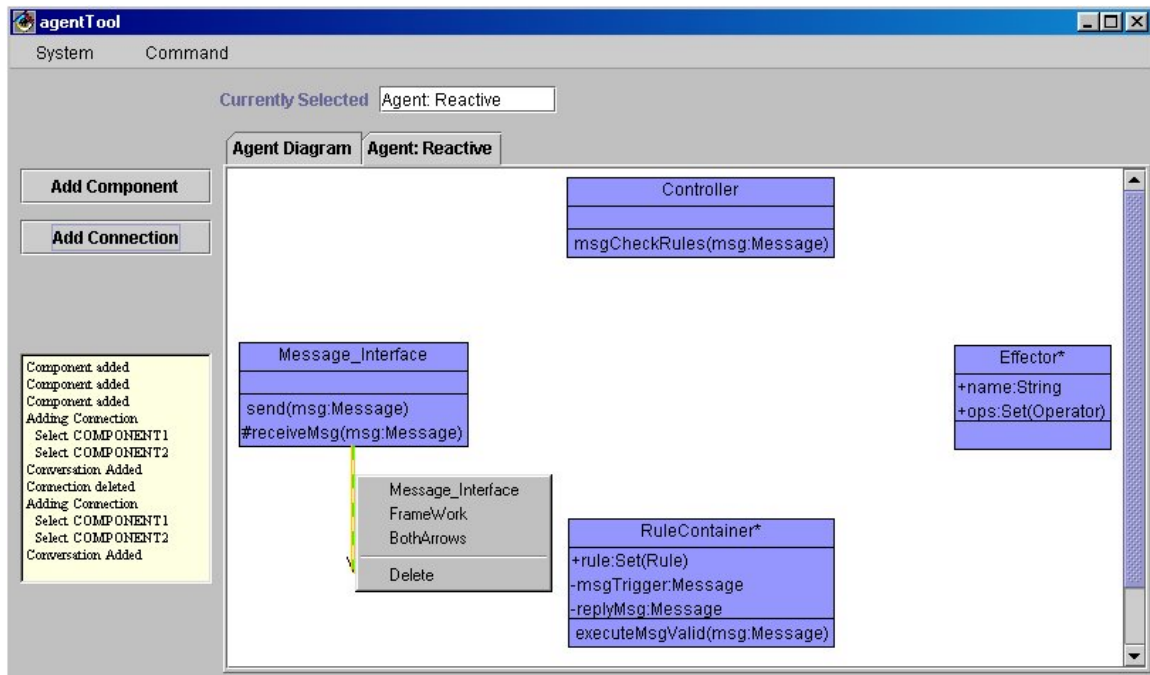 agentTool
System Command
Currently Selected Agent: Reactive
Agent Diagram Agent: Reactive
Add Component
Add Connection
Component added
Component added
Component added
Adding Connection
Select COMPONENT1
Select COMPONENT2
Conversation Added
Connection deleted
Adding Connection
Select COMPONENT1
Select COMPONENT2
Conversation Added
Controller
msgCheckRules(msg:Message)
Message_Interface
send(msg:Message)
#receiveMsg(msg:Message)
Effector*
+name:String
+ops:Set(Operator)
Message_Interface
FrameWork
BothArrows
Delete
RuleContainer*
+rule:Set(Rule)
-msgTrigger:Message
-replyMsg:Message
executeMsgValid(msg:Message)